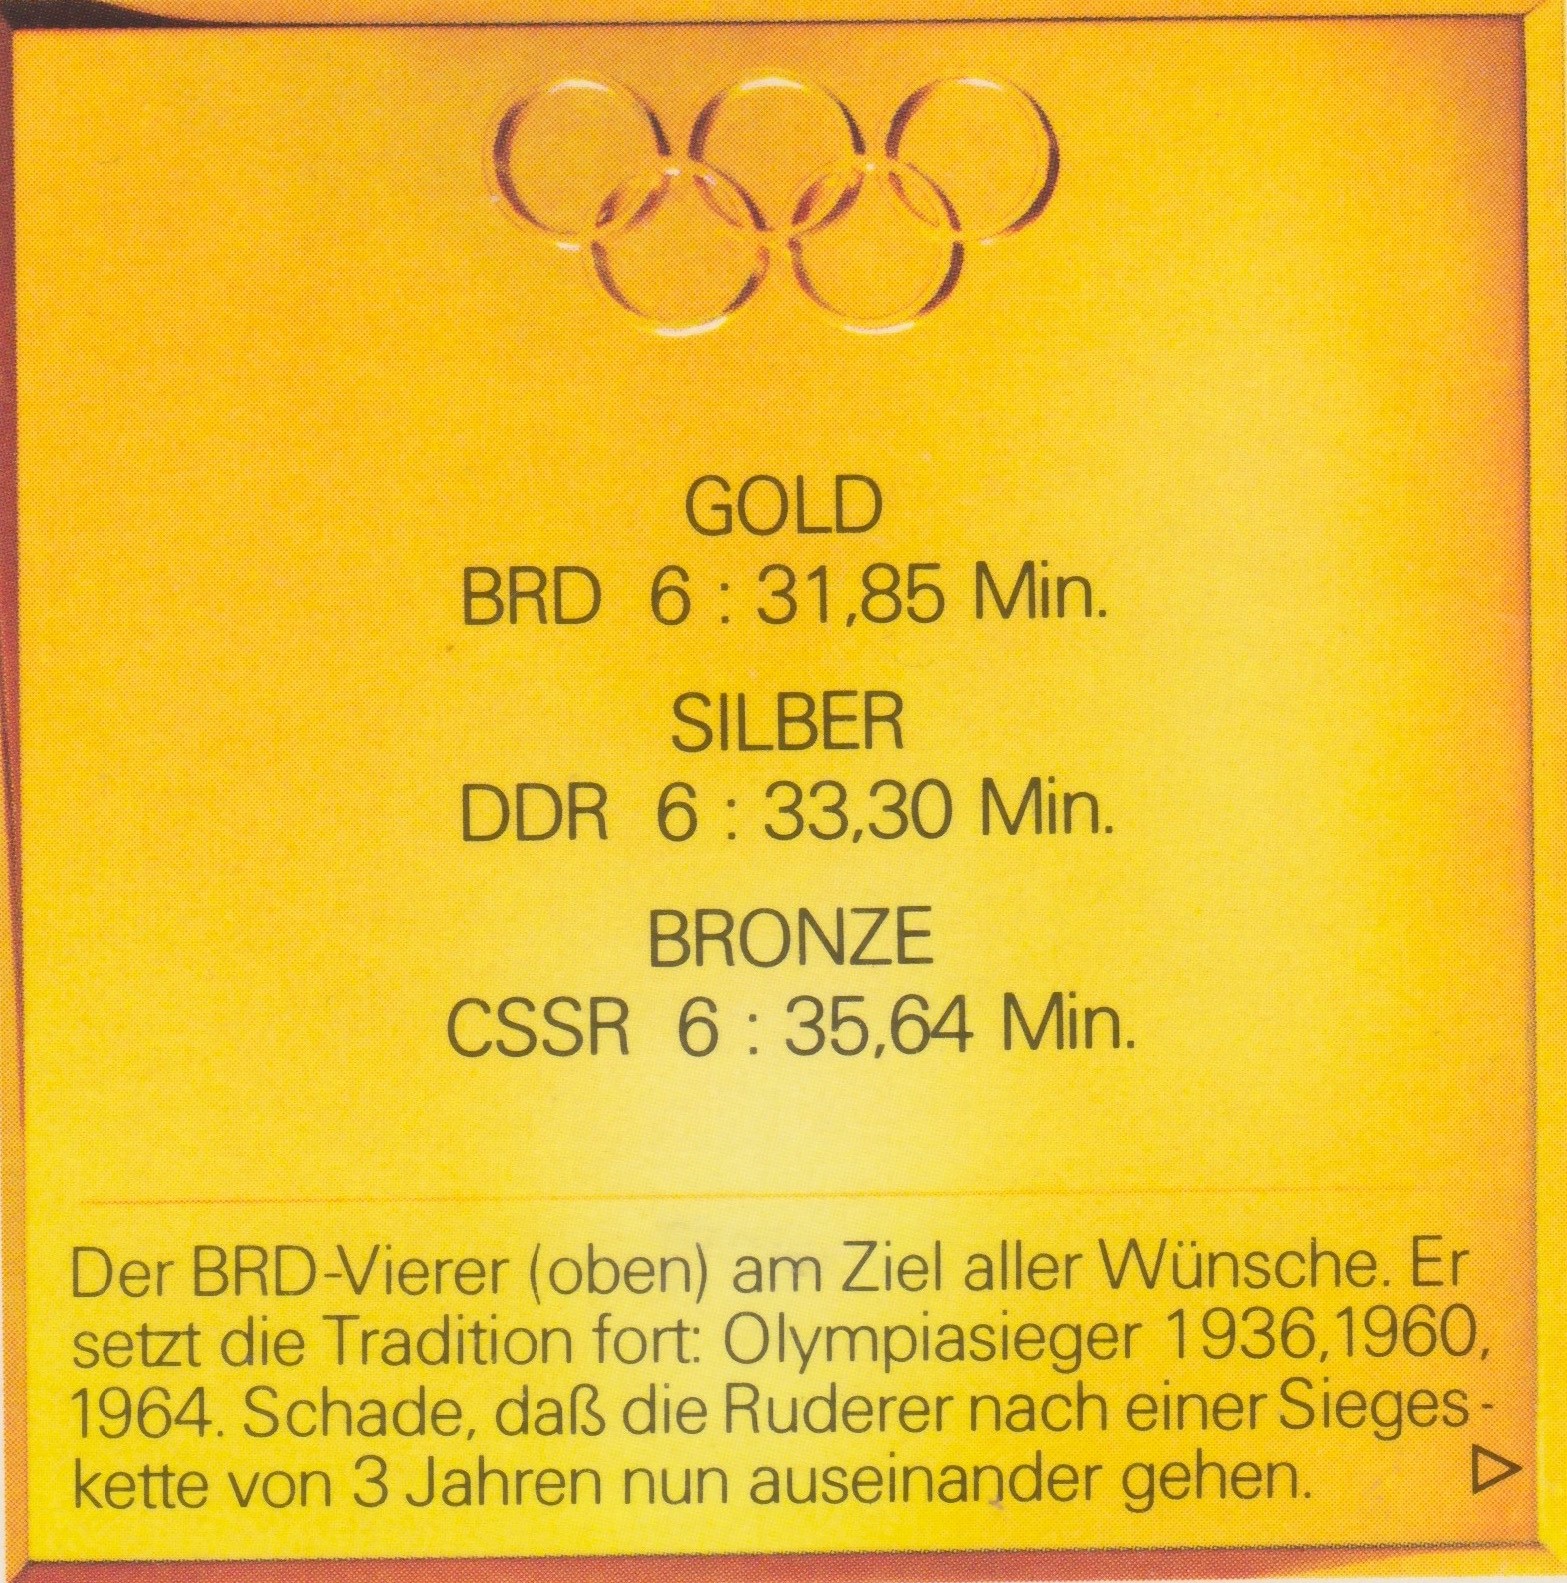 GOLD
BRD 6 : 31,85 Min.
SILBER
DDR 6 : 33,30 Min.
BRONZE
CSSR 6 : 35,64 Min.
Der BRD-Vierer (oben) am Ziel aller Wünsche. Er
setzt die Tradition fort: Olympiasieger 1936,1960,
1964. Schade, daß die Ruderer nach einer Sieges-
kette von 3 Jahren nun auseinander gehen.